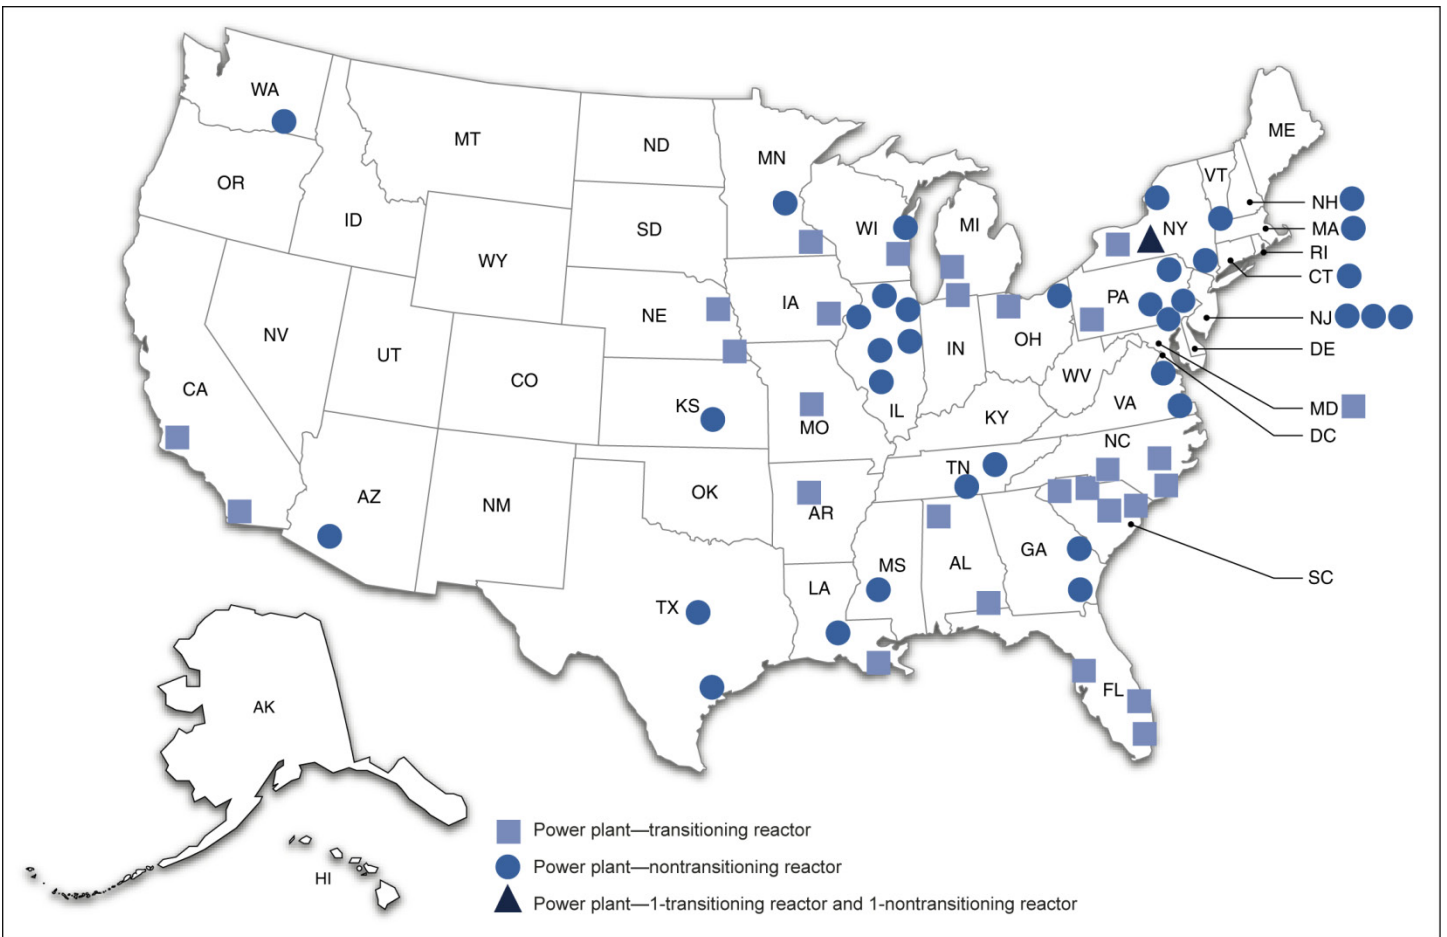 WA
MT
ND
MN
ME
OR
ID
SD
WI
MI
VT
NY
NH
MA
RI
CT
WY
NE
IA
PA
NJ
NV
UT
CO
IL
IN
OH
WV
DE
CA
KS
MO
KY
VA
MD
DC
AZ
NM
OK
AR
TN
NC
TX
LA
MS
AL
GA
SC
FL
AK
HI
Power plant—transitioning reactor
Power plant—nontransitioning reactor
Power plant—1-transitioning reactor and 1-nontransitioning reactor